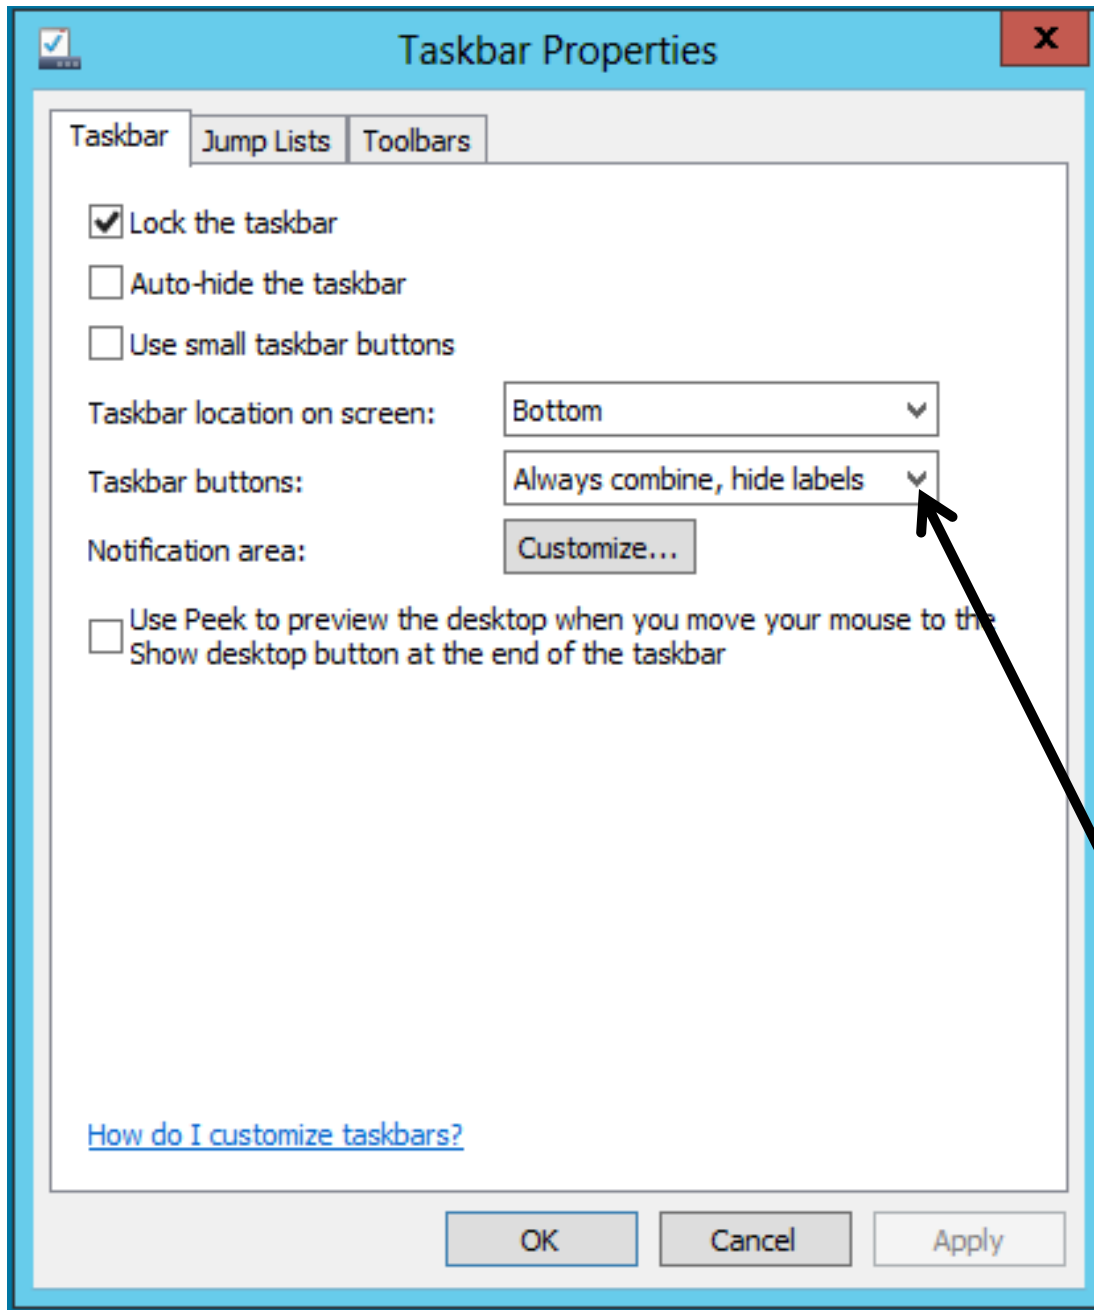 Taskbar Properties
x
Taskbar
Jump Lists
Toolbars
Lock the taskbar
Auto-hide the taskbar
Use small taskbar buttons
Taskbar location on screen:
Bottom
Taskbar buttons:
Always combine, hide labels
Notification area:
Customize...
Use Peek to preview the desktop when you move your mouse to the
Show desktop button at the end of the taskbar
How do I customize taskbars?
OK
Cancel
Apply